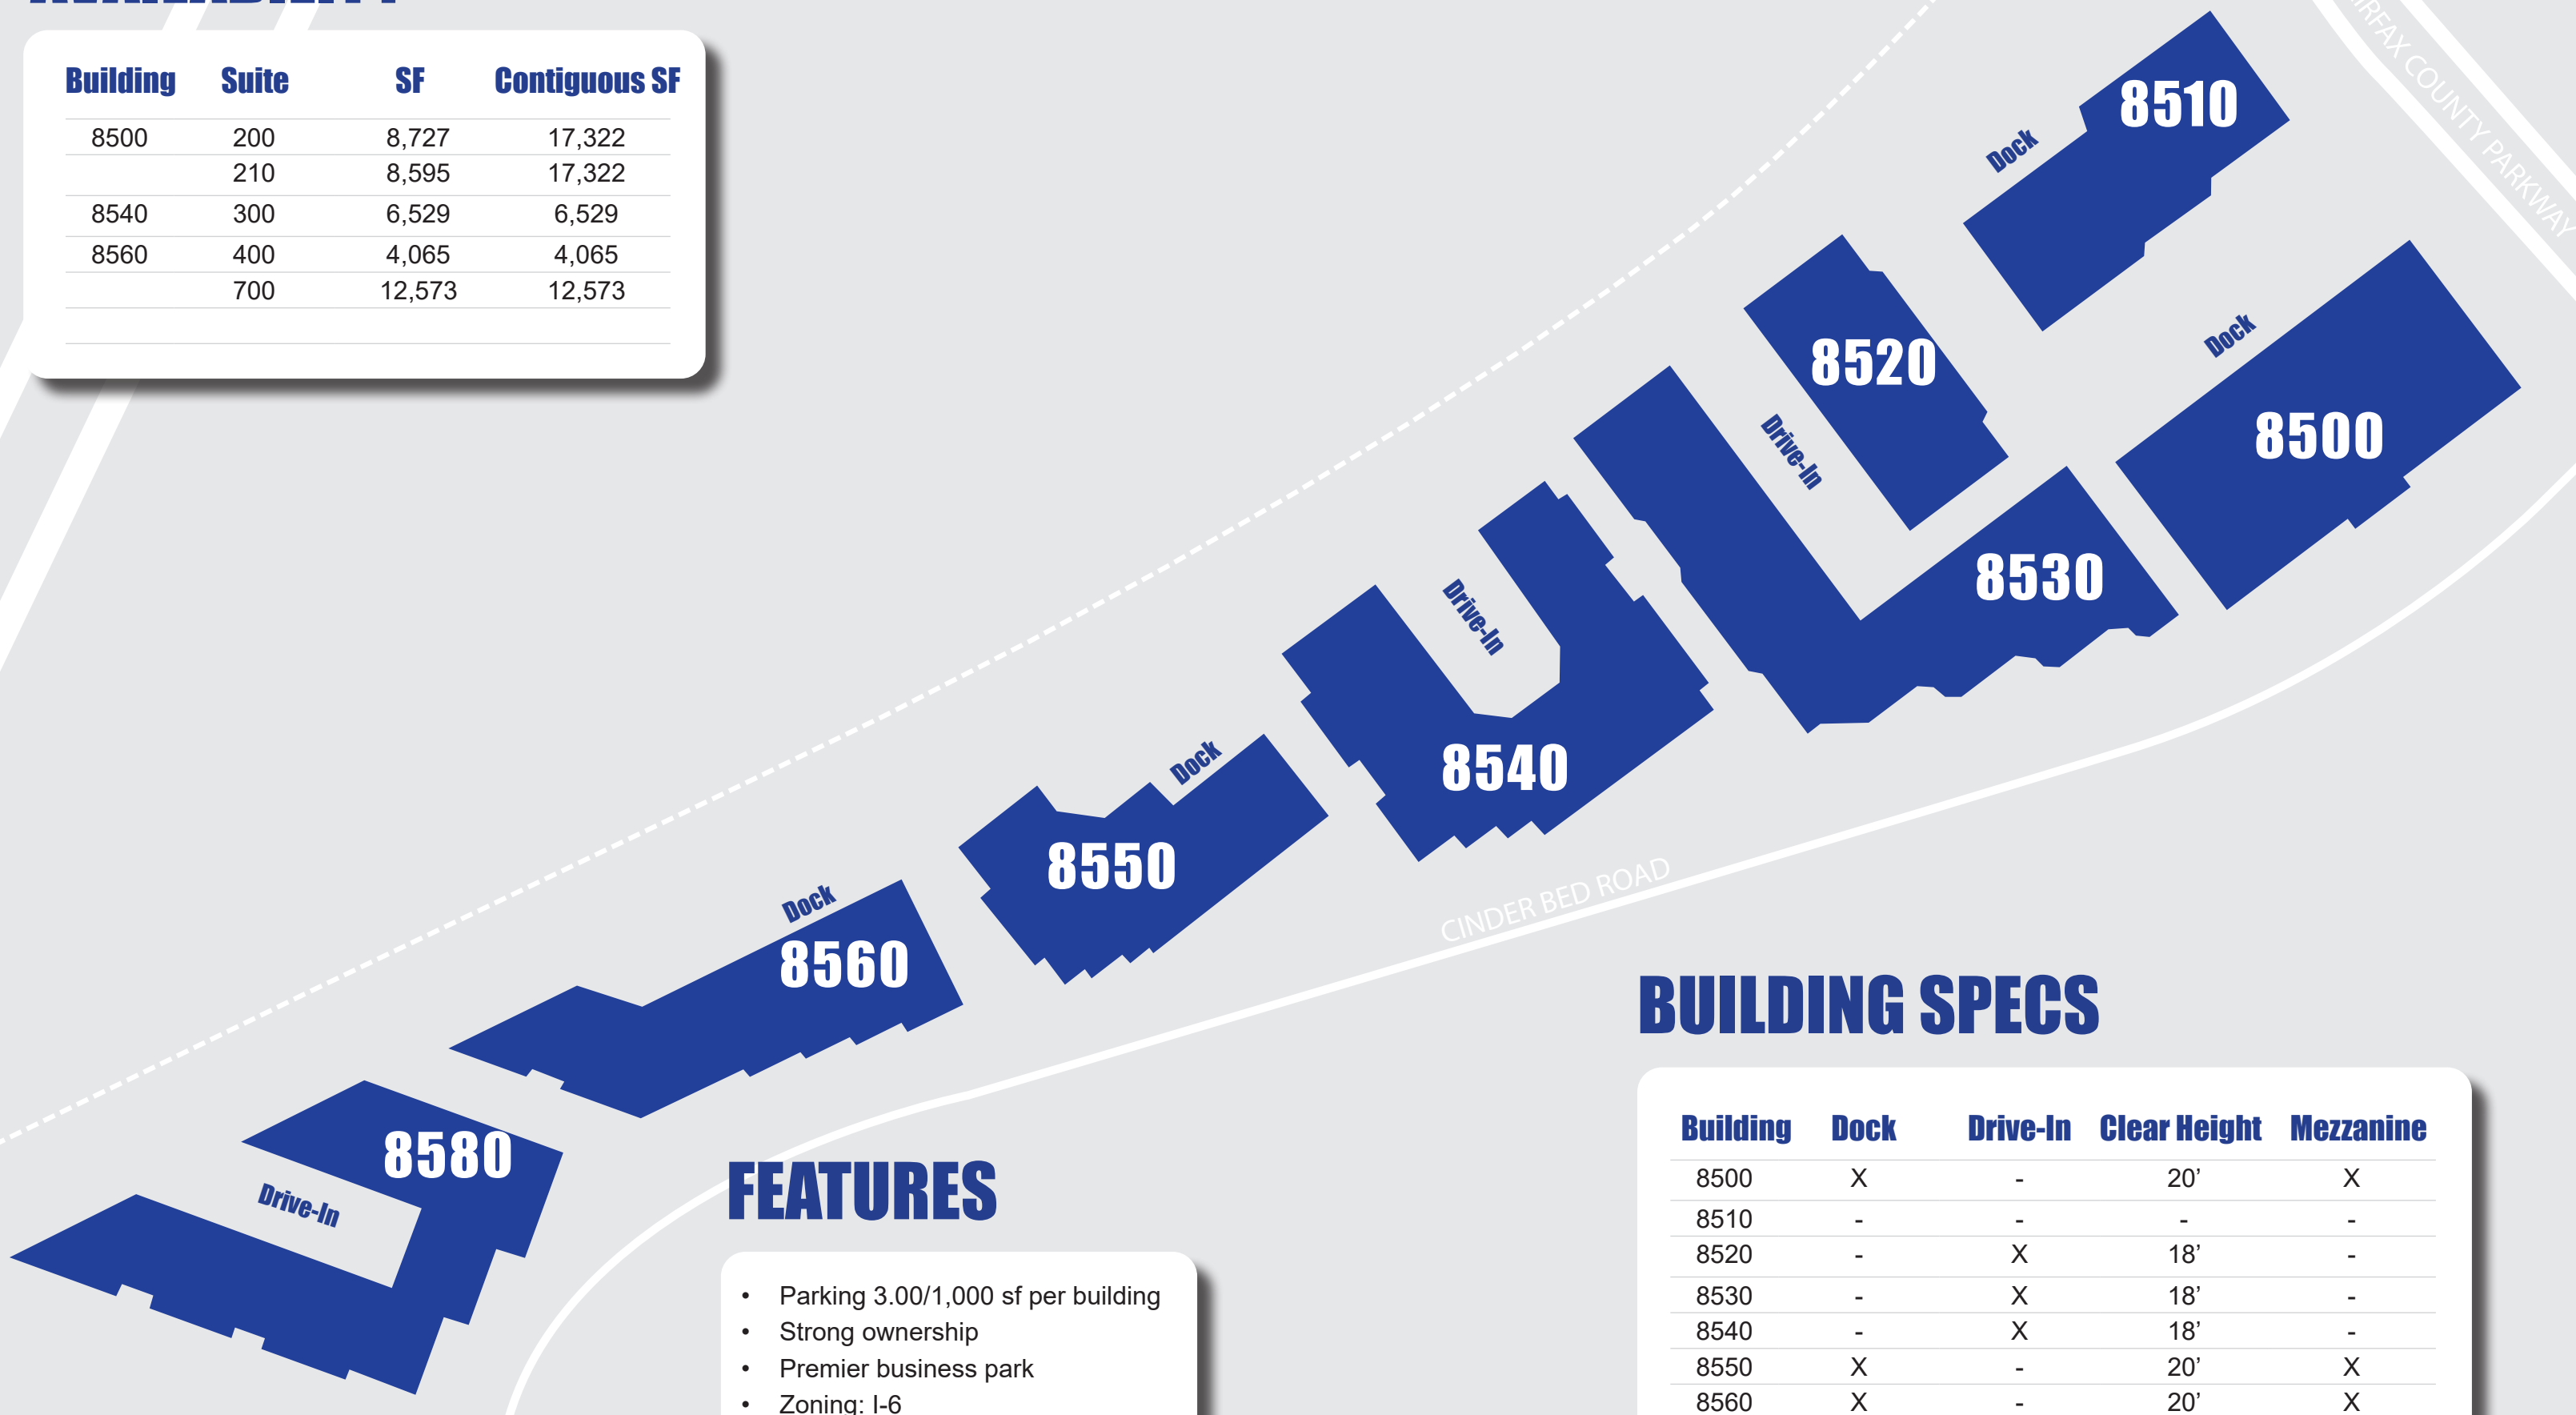 Building Suite SF Contiguous SF
8500 200 8,727 17,322
210 8,595 17,322
8540 300 6,529 6,529
8560 400 4,065 4,065
700 12,573 12,573
FAIRFAX COUNTY PARKWAY
8510
Dock
8520
Dock
8500
Drive-In
8530
Drive-In
8540
Dock
8550
CINDER BED ROAD
Dock
8560
8580
Drive-In
FEATURES
• Parking 3.00/1,000 sf per building
• Strong ownership
• Premier business park
• Zoning: I-6
BUILDING SPECS
Building Dock Drive-In Clear Height Mezzanine
8500 X - 20’ X
8510 - - - -
8520 - X 18’ -
8530 - X 18’ -
8540 - X 18’ -
8550 X - 20’ X
8560 X - 20’ X